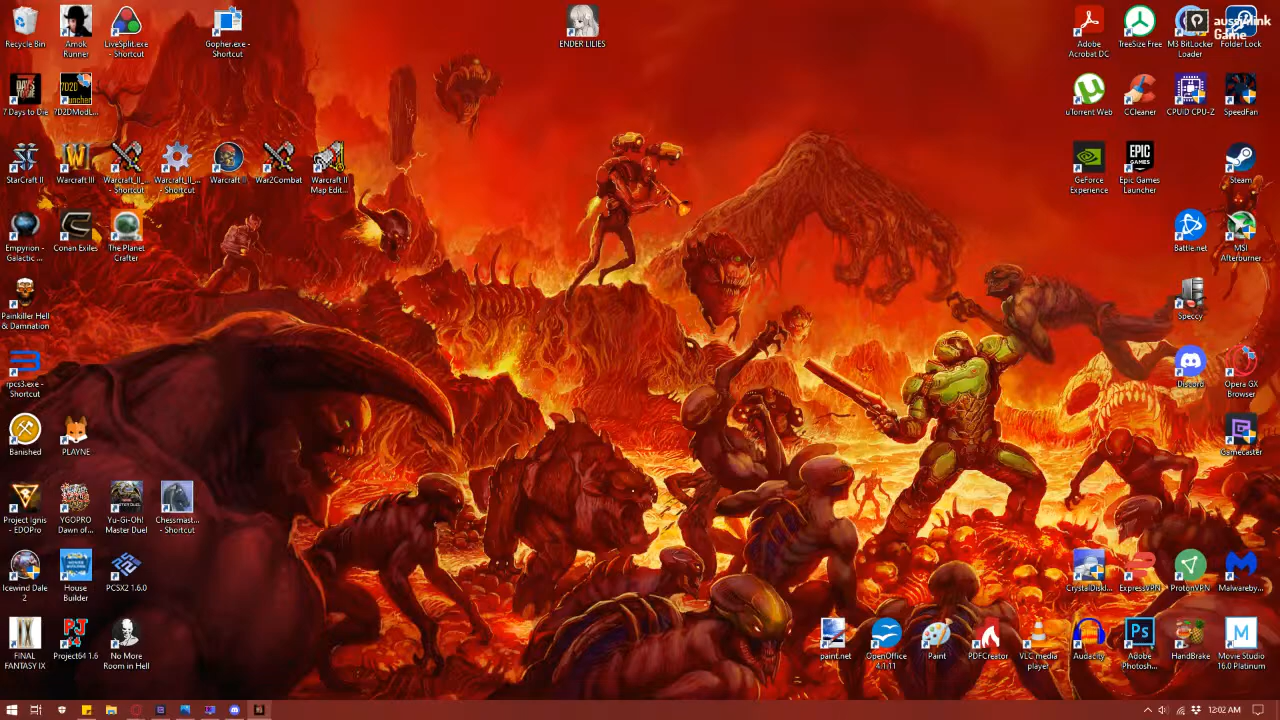 Recycle Bin
Amok
Runner
LiveSplit.exe
- Shortcut
Gopher.exe -
Shortcut
ENDER LILIES
Adobe
Acrobat DC
TreeSize Free
M3 BitLocker
Loader
Folder Lock
aussiilink
Game
7 Days to Die
7D2DModL...
uTorrent Web
CCleaner
CPUID CPU-Z
SpeedFan
StarCraft II
Warcraft III
Warcraft_II_...
- Shortcut
Warcraft_II_...
- Shortcut
Warcraft II
War2Combat
Warcraft II
Map Edit...
GeForce
Experience
EPIC
GAMES
Epic Games
Launcher
Steam
Empyrion -
Galactic ...
Conan Exiles
The Planet
Crafter
Battle.net
MSI
Afterburner
Painkiller Hell
& Damnation
Speccy
rpcs3.exe -
Shortcut
Discord
Opera GX
Browser
Banished
PLAYNE
Gamecaster
Project Ignis
- EDOPro
YGOPRO
Dawn of...
Yu-Gi-Oh!
Master Duel
Chessmast...
- Shortcut
Icewind Dale
2
House
Builder
PCSX2 1.6.0
CrystalDiskI...
ExpressVPN
ProtonVPN
Malwareby...
FINAL
FANTASY IX
Project64 1.6
No More
Room in Hell
paint.net
OpenOffice
4.1.11
Paint
PDFCreator
VLC media
player
Audacity
Ps
Adobe
Photosh...
HandBrake
M
Movie Studio
16.0 Platinum
12:02 AM